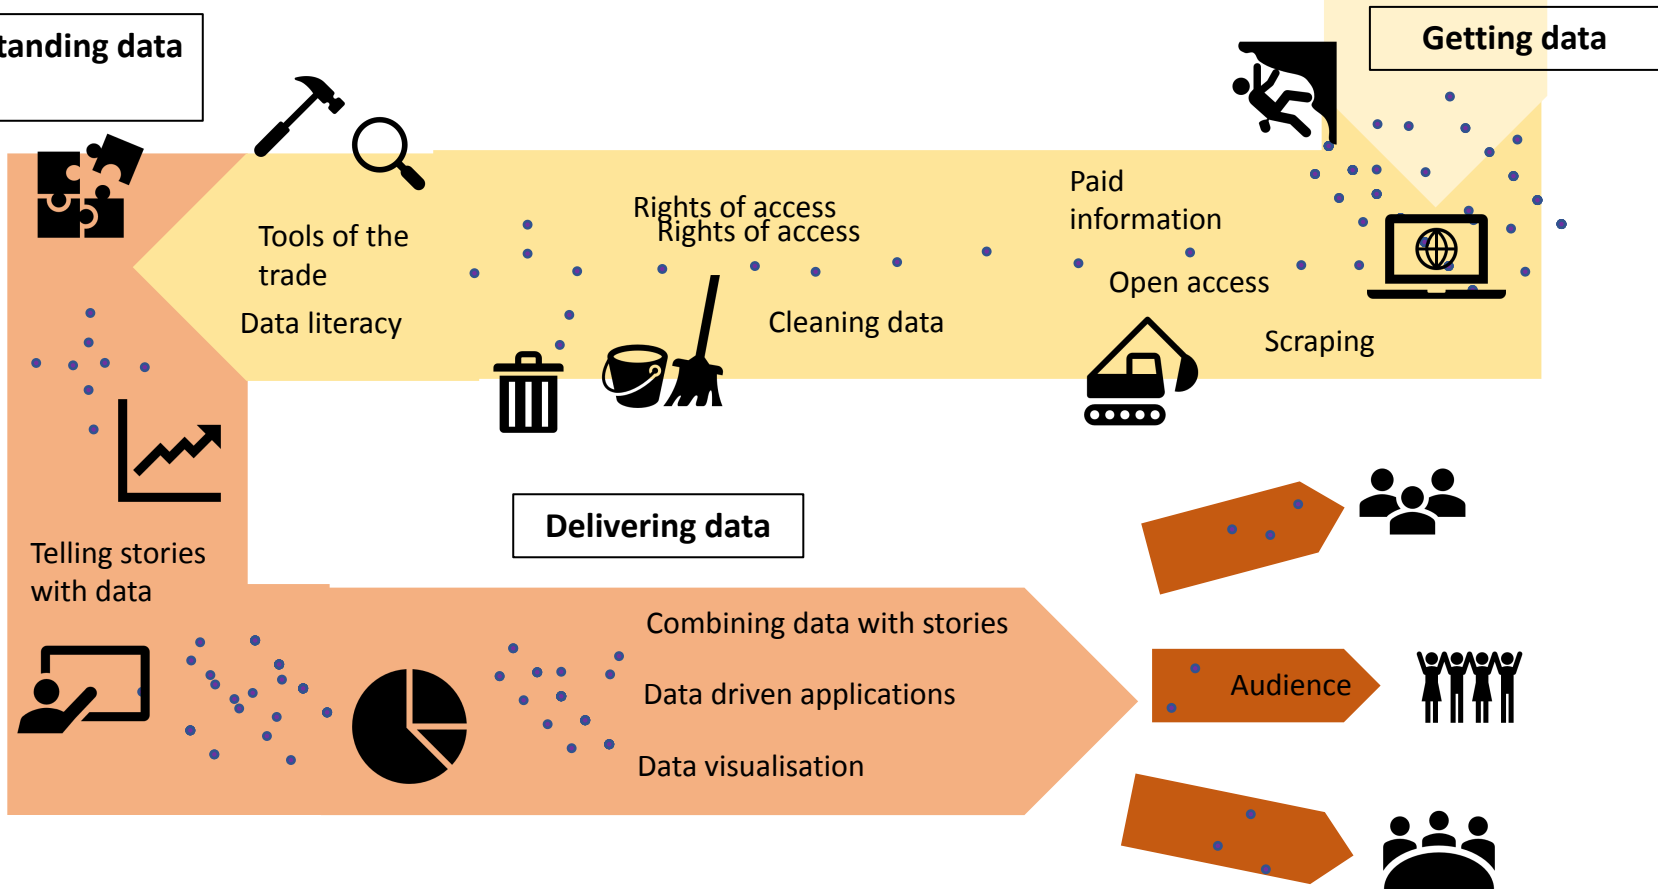 tanding data
Getting data
Rights of access
Rights of access
Paid
information
Tools of the
trade
Open access
Data literacy
Cleaning data
Scraping
Delivering data
Telling stories
with data
Combining data with stories
Data driven applications
Audience
Data visualisation